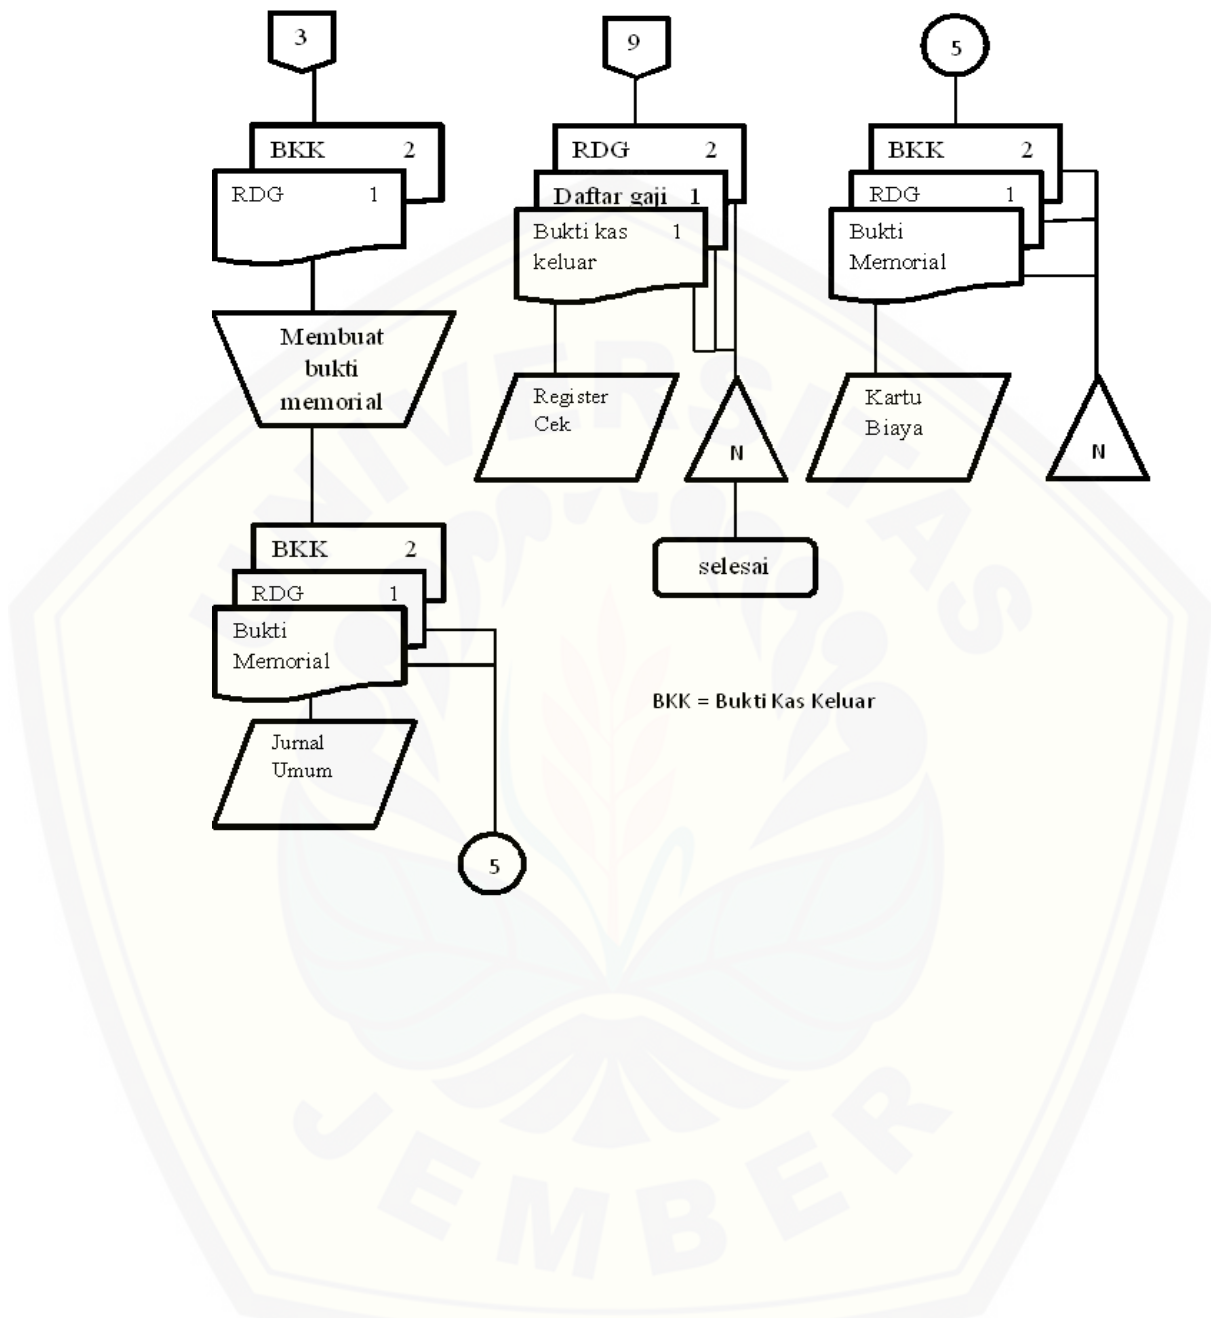 3
BKK 2
RDG 1
Membuat
bukti
memorial
BKK 2
RDG 1
Bukti
Memorial
Jurnal
Umum
5
9
RDG 2
Daftar gaji 1
Bukti kas 1
keluar
Register
Cek
N
selesai
5
BKK 2
RDG 1
Bukti
Memorial
Kartu
Biaya
N
BKK = Bukti Kas Keluar
UNIVERSITAS
JEMBER